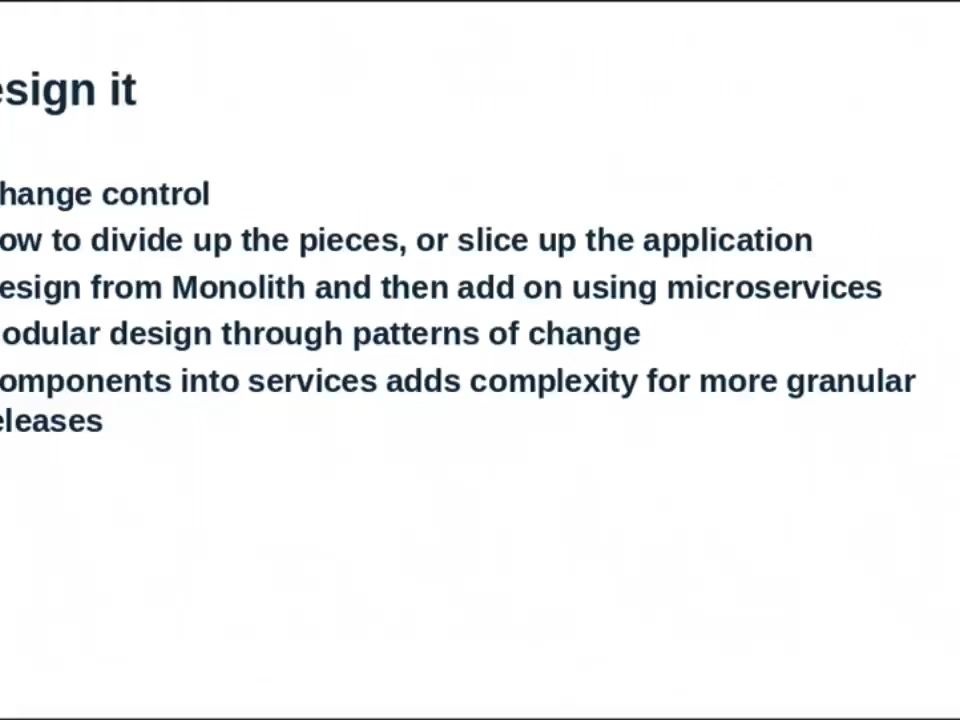 esign it
hange control
ow to divide up the pieces, or slice up the application
esign from Monolith and then add on using microservices
odular design through patterns of change
omponents into services adds complexity for more granular
eleases